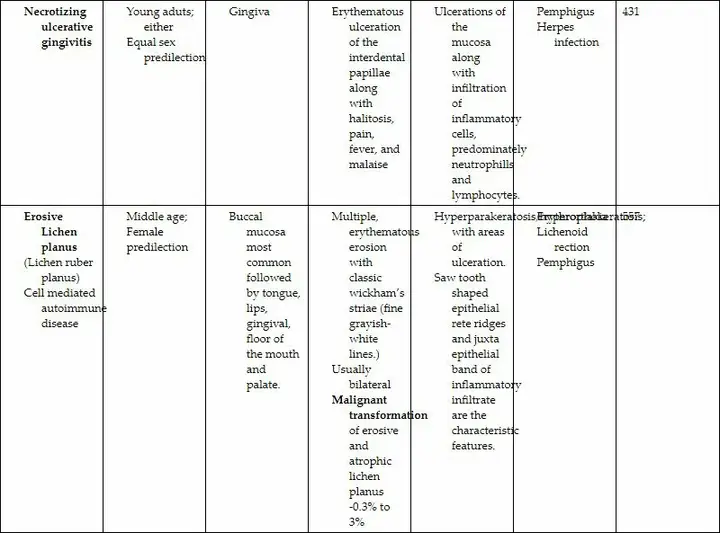 Necrotizing
ulcerative
gingivitis
Young aduts;
either
Equal sex
predilection
Gingiva
Erythematous
ulceration
of the
interdental
papillae
along
with
halitosis,
pain,
fever, and
malaise
Ulcerations of
the
mucosa
along
with
infiltration
of
inflammatory
cells,
predominately
neutrophills
and
lymphocytes.
Pemphigus
Herpes
infection
431
Erosive
Lichen
planus
(Lichen ruber
planus)
Cell mediated
autoimmune
disease
Middle age;
Female
predilection
Buccal
mucosa
most
common
followed
by tongue,
lips,
gingival,
floor of
the mouth
and
palate.
Multiple,
erythematous
erosion
with
classic
wickham's
striae (fine
grayish-
white
lines.)
Usually
bilateral
Malignant
transformation
of erosive
and
atrophic
lichen
planus
-0.3% to
3%
Hyperparakeratosis,
with areas
of
ulceration.
Saw tooth
shaped
epithelial
rete ridges
and juxta
epithelial
band of
inflammatory
infiltrate
are the
characteristic
features.
Lichenoid
rection
Pemphigus